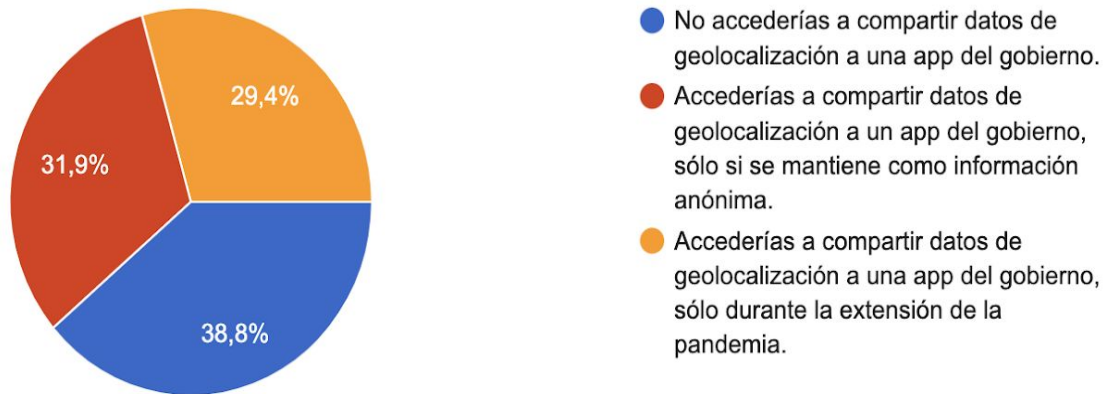 29,4%
31,9%
38,8%
No accederías a compartir datos de
geolocalización a una app del gobierno.
Accederías a compartir datos de
geolocalización a un app del gobierno,
sólo si se mantiene como información
anónima.
Accederías a compartir datos de
geolocalización a una app del gobierno,
sólo durante la extensión de la
pandemia.